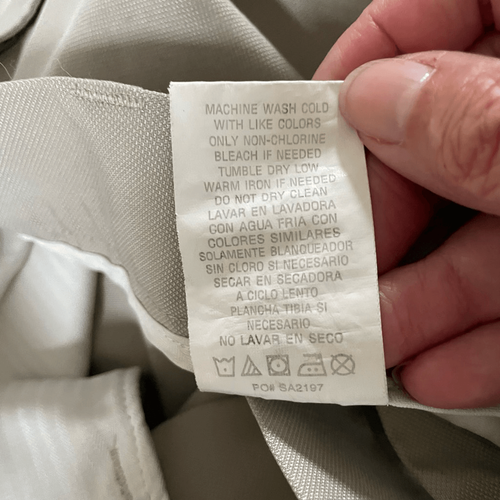 MACHINE WASH COLD
WITH LIKE COLORS
ONLY NON-CHLORINE
BLEACH IF NEEDED
TUMBLE DRY LOW
WARM IRON IF NEEDED
DO NOT DRY CLEAN
LAVAR EN LAVADORA
CON AGUA FRIA CON
COLORES SIMILARES
SOLAMENTE BLANQUEADOR
SIN CLORO SI NECESARIO
SECAR EN SECADORA
A CICLO LENTO
PLANCHA TIBIA SI
NECESARIO
NO LAVAR EN SECO
PO# SA2197